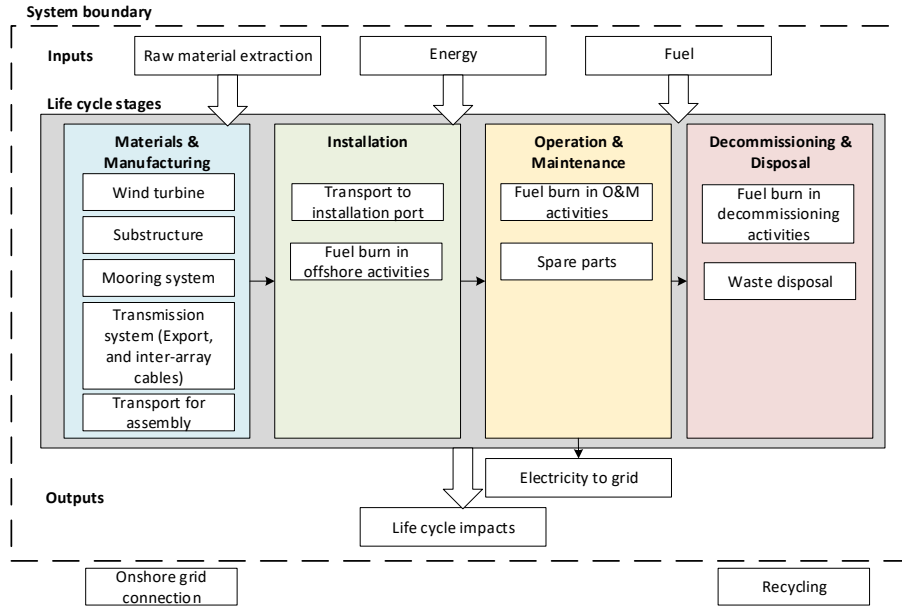 System boundary
Inputs
Raw material extraction
Energy
Fuel
Life cycle stages
Materials &
Manufacturing
Wind turbine
Substructure
Mooring system
Transmission
system (Export,
and inter-array
cables)
Transport for
assembly
Installation
Transport to
installation port
Fuel burn in
offshore activities
Operation &
Maintenance
Fuel burn in O&M
activities
Spare parts
Decommissioning &
Disposal
Fuel burn in
decommissioning
activities
Waste disposal
Electricity to grid
Outputs
Life cycle impacts
Onshore grid
connection
Recycling